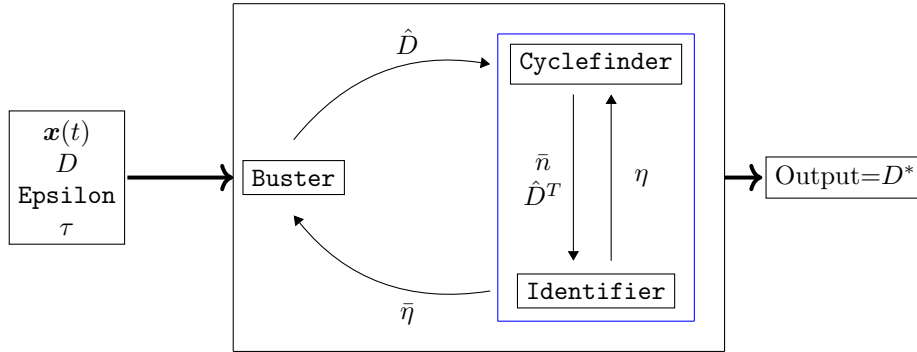 x(t)
D
Epsilon
τ
Buster
D̂
Cyclefinder
n̄
D̂ᵀ
η
Identifier
η̄
Output=D*